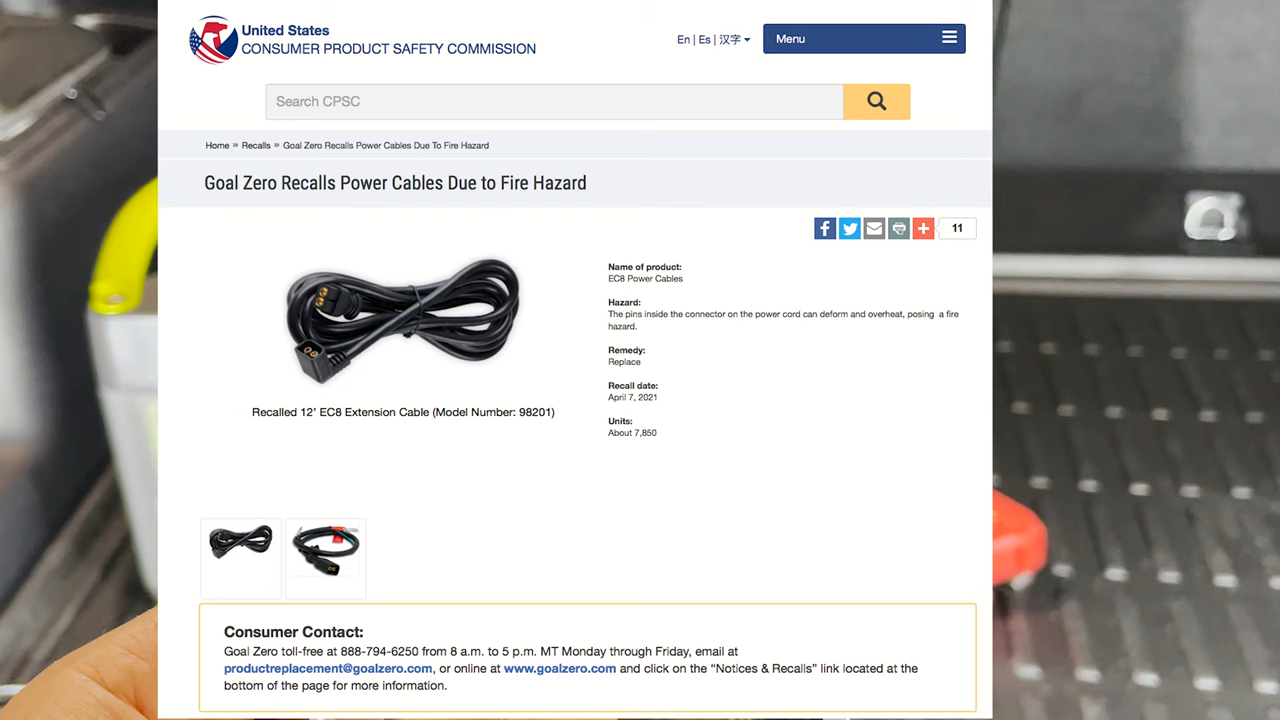 United States
CONSUMER PRODUCT SAFETY COMMISSION
En | Es | 汉字
Menu
Search CPSC
Home » Recalls » Goal Zero Recalls Power Cables Due To Fire Hazard
Goal Zero Recalls Power Cables Due to Fire Hazard
11
Recalled 12’ EC8 Extension Cable (Model Number: 98201)
Name of product:
EC8 Power Cables
Hazard:
The pins inside the connector on the power cord can deform and overheat, posing a fire
hazard.
Remedy:
Replace
Recall date:
April 7, 2021
Units:
About 7,850
Consumer Contact:
Goal Zero toll-free at 888-794-6250 from 8 a.m. to 5 p.m. MT Monday through Friday, email at
productreplacement@goalzero.com, or online at www.goalzero.com and click on the “Notices & Recalls” link located at the
bottom of the page for more information.